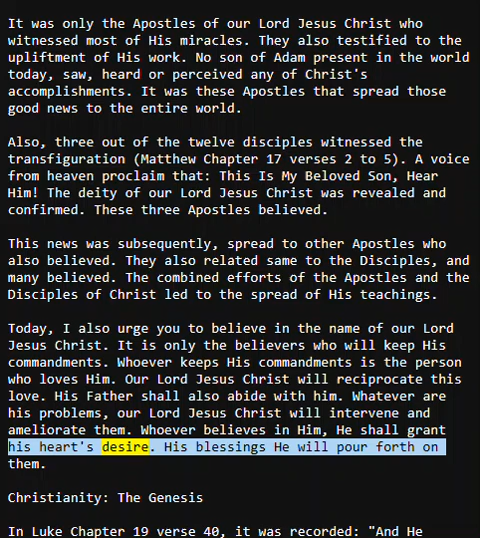 It was only the Apostles of our Lord Jesus Christ who
witnessed most of His miracles. They also testified to the
upliftment of His work. No son of Adam present in the world
today, saw, heard or perceived any of Christ's
accomplishments. It was these Apostles that spread those
good news to the entire world.

Also, three out of the twelve disciples witnessed the
transfiguration (Matthew Chapter 17 verses 2 to 5). A voice
from heaven proclaim that: This Is My Beloved Son, Hear
Him! The deity of our Lord Jesus Christ was revealed and
confirmed. These three Apostles believed.

This news was subsequently, spread to other Apostles who
also believed. They also related same to the Disciples, and
many believed. The combined efforts of the Apostles and the
Disciples of Christ led to the spread of His teachings.

Today, I also urge you to believe in the name of our Lord
Jesus Christ. It is only the believers who will keep His
commandments. Whoever keeps His commandments is the person
who loves Him. Our Lord Jesus Christ will reciprocate this
love. His Father shall also abide with him. Whatever are
his problems, our Lord Jesus Christ will intervene and
ameliorate them. Whoever believes in Him, He shall grant
his heart's desire. His blessings He will pour forth on
them.

Christianity: The Genesis

In Luke Chapter 19 verse 40, it was recorded: "And He